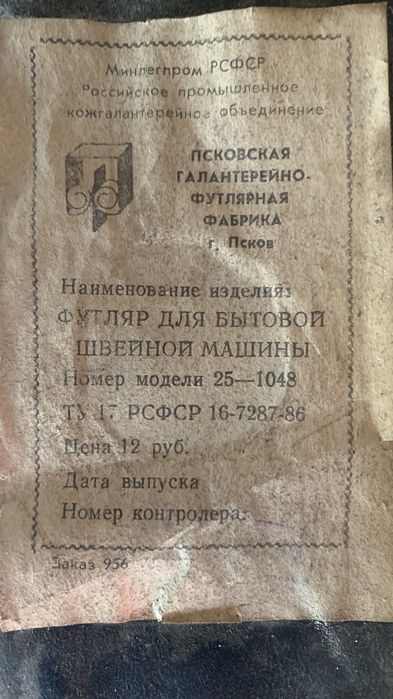 Минлегпром РСФСР
Российское промышленное
кожгалантерейное объединение
ПСКОВСКАЯ
ГАЛАНТЕРЕЙНО-
ФУТЛЯРНАЯ
ФАБРИКА
г. Псков
Наименование изделия:
ФУТЛЯР ДЛЯ БЫТОВОЙ
ШВЕЙНОЙ МАШИНЫ
Номер модели 25—1048
ТУ 17 РСФСР 16-7287-86
Цена 12 руб.
Дата выпуска
Номер контролера:
Заказ 956